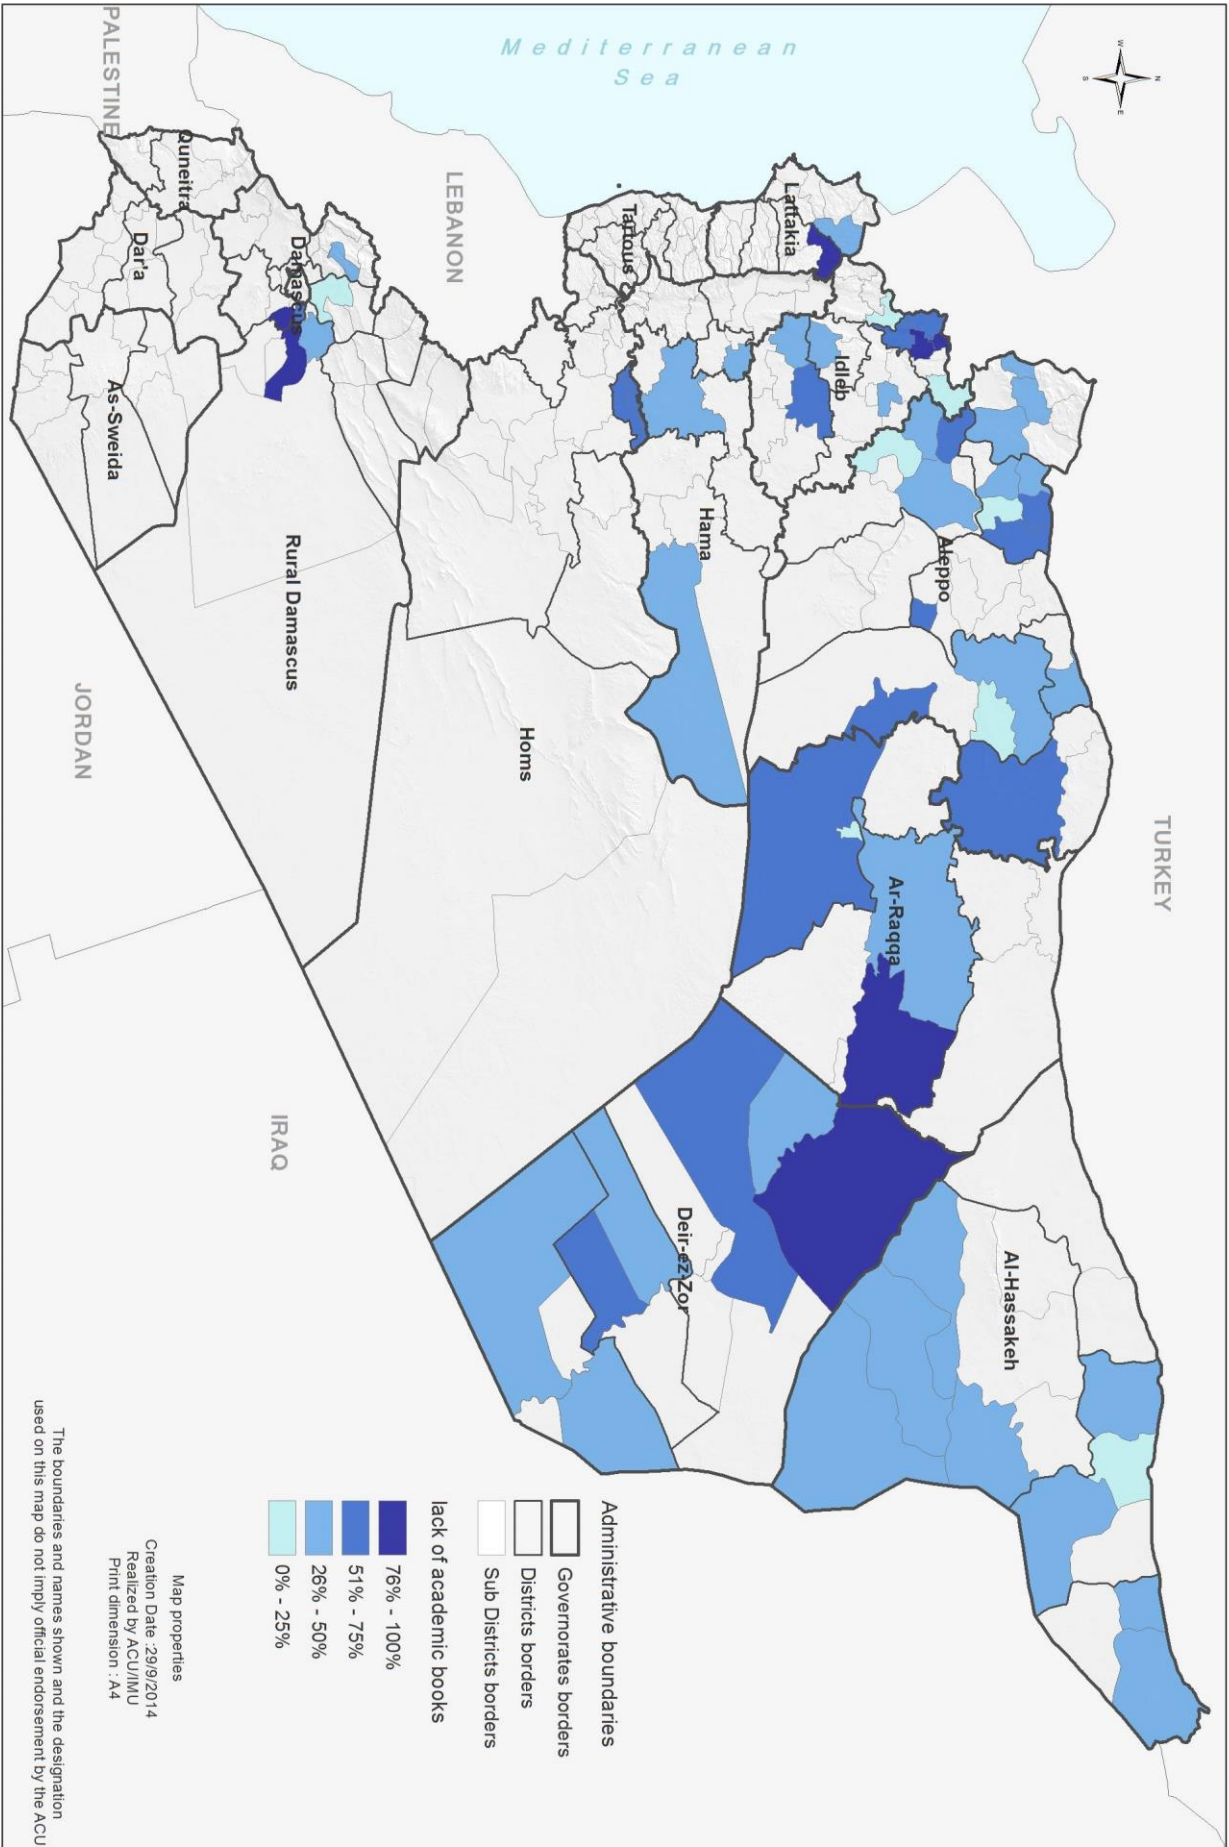 Mediterranean
Sea
N
W
E
S
TURKEY
LEBANON
PALESTINE
JORDAN
IRAQ
Lattakia
Tartous
Idleb
Aleppo
Hama
Homs
Ar-Raqqa
Al-Hassakeh
Deir-ez-Zor
Rural Damascus
Damascus
Quneitra
Dar'a
As-Sweida
Administrative boundaries
Governorates borders
Districts borders
Sub Districts borders
lack of academic books
76% - 100%
51% - 75%
26% - 50%
0% - 25%
Map properties
Creation Date :29/9/2014
Realized by ACU/IMU
Print dimension : A4
The boundaries and names shown and the designation
used on this map do not imply official endorsement by the ACU